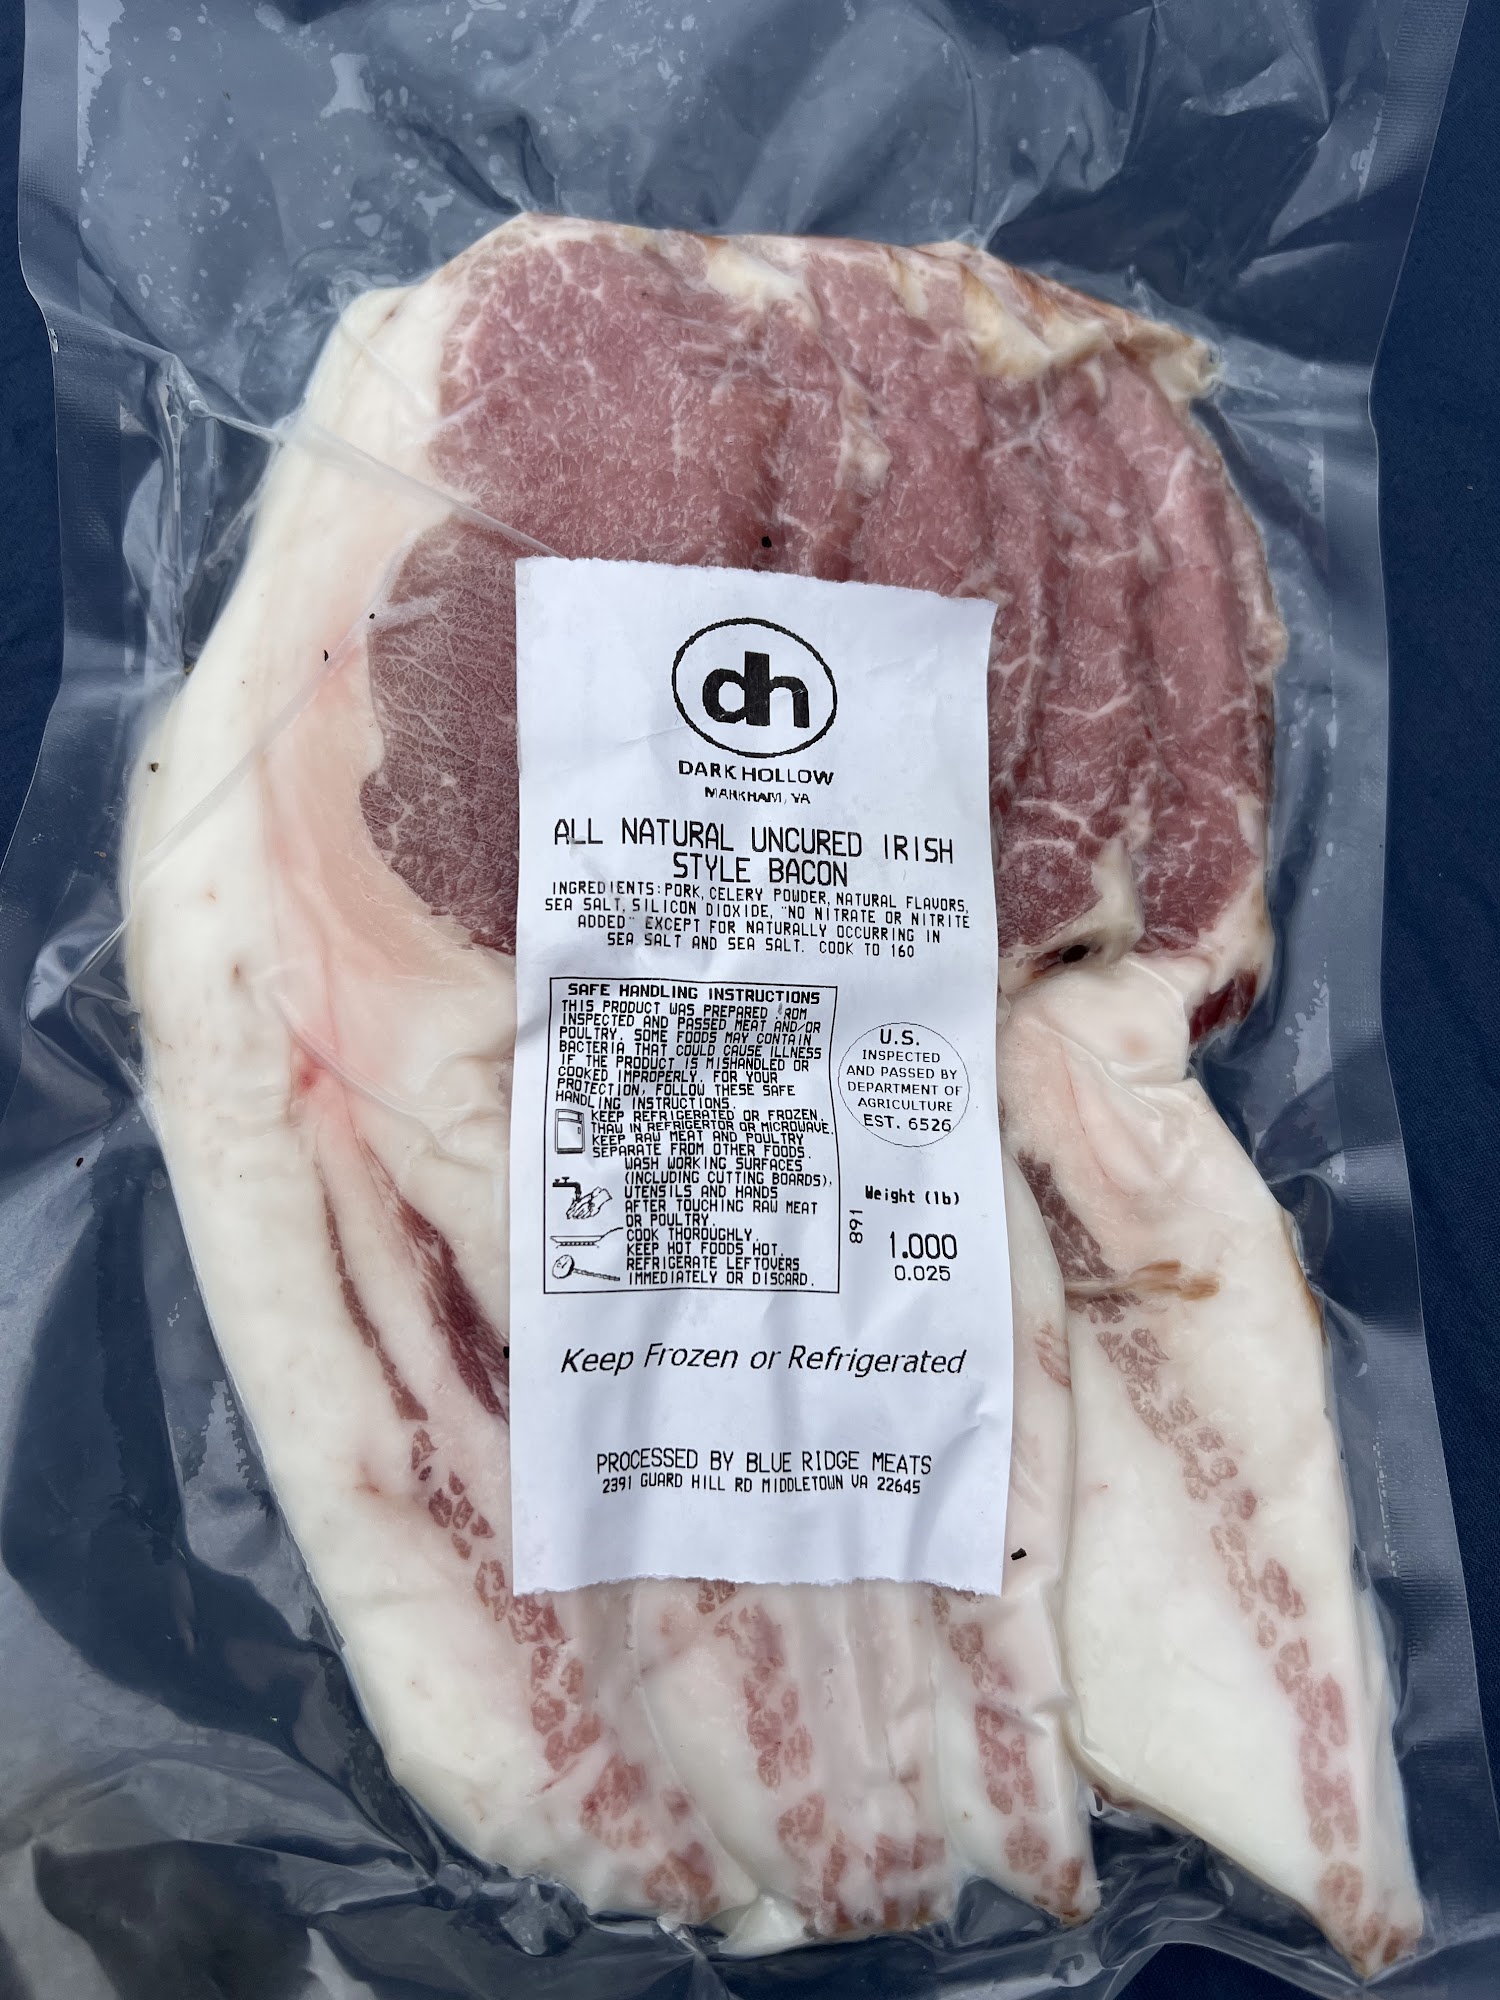 dh
DARK HOLLOW
MARKHAM, VA
ALL NATURAL UNCURED IRISH
STYLE BACON
INGREDIENTS: PORK, CELERY POWDER, NATURAL FLAVORS,
SEA SALT, SILICON DIOXIDE, "NO NITRATE OR NITRITE
ADDED" EXCEPT FOR NATURALLY OCCURRING IN
SEA SALT AND SEA SALT. COOK TO 160
SAFE HANDLING INSTRUCTIONS
THIS PRODUCT WAS PREPARED ROM
INSPECTED AND PASSED MEAT AND/OR
POULTRY. SOME FOODS MAY CONTAIN
BACTERIA THAT COULD CAUSE ILLNESS
IF THE PRODUCT IS MISHANDLED OR
COOKED IMPROPERLY. FOR YOUR
PROTECTION, FOLLOW THESE SAFE
HANDLING INSTRUCTIONS.
KEEP REFRIGERATED OR FROZEN.
THAW IN REFRIGERTOR OR MICROWAVE.
KEEP RAW MEAT AND POULTRY
SEPARATE FROM OTHER FOODS.
WASH WORKING SURFACES
(INCLUDING CUTTING BOARDS),
UTENSILS AND HANDS
AFTER TOUCHING RAW MEAT
OR POULTRY.
COOK THOROUGHLY.
KEEP HOT FOODS HOT.
REFRIGERATE LEFTOVERS
IMMEDIATELY OR DISCARD.
U.S.
INSPECTED
AND PASSED BY
DEPARTMENT OF
AGRICULTURE
EST. 6526
Weight (lb)
891
1.000
0.025
Keep Frozen or Refrigerated
PROCESSED BY BLUE RIDGE MEATS
2391 GUARD HILL RD MIDDLETOWN VA 22645